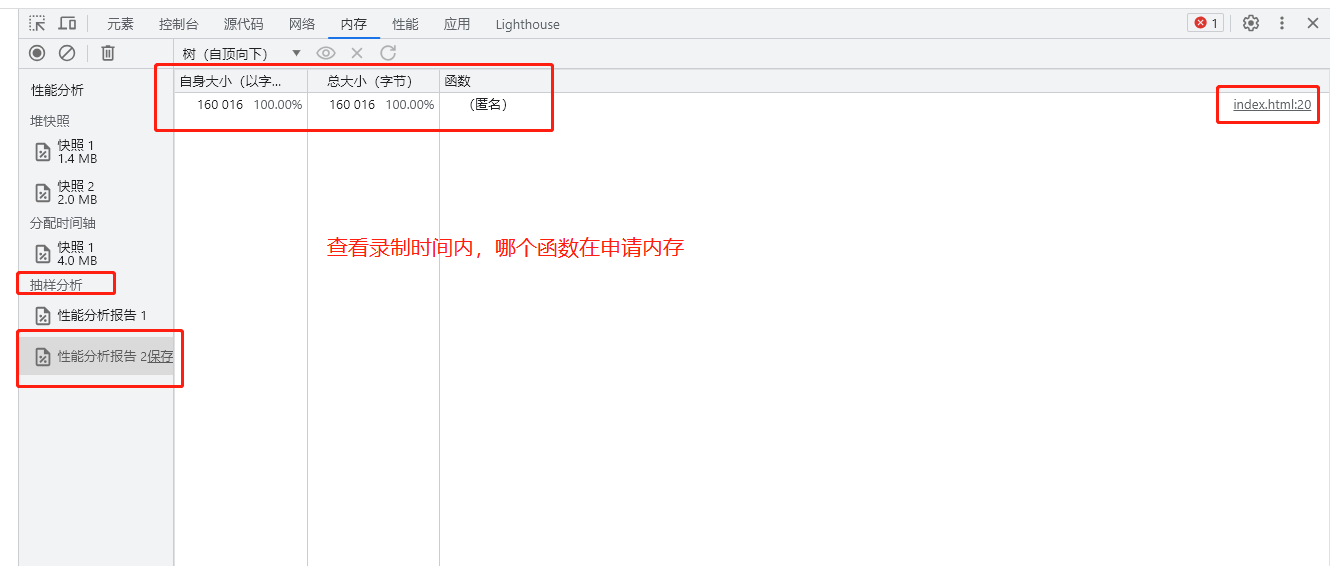 元素 控制台 源代码 网络 内存 性能 应用 Lighthouse 1
树（自顶向下）
性能分析
堆快照
快照 1
1.4 MB
快照 2
2.0 MB
分配时间轴
快照 1
4.0 MB
抽样分析
性能分析报告 1
性能分析报告 2保存
自身大小（以字... 总大小（字节） 函数
160 016 100.00% 160 016 100.00% （匿名） index.html:20
查看录制时间内，哪个函数在申请内存